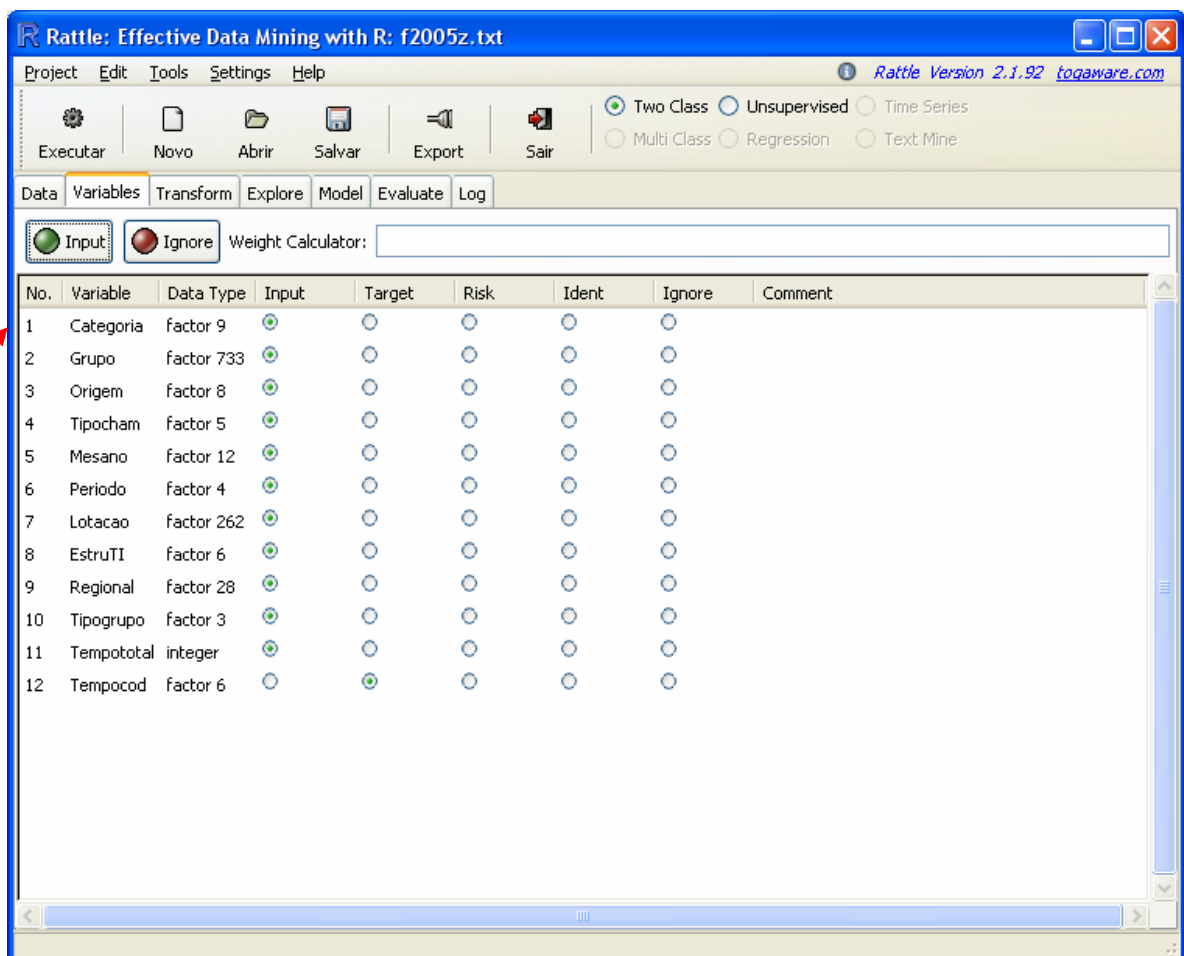 Rattle: Effective Data Mining with R: f2005z.txt
Project Edit Tools Settings Help Rattle Version 2.1.92 togaware.com
Executar Novo Abrir Salvar Export Sair
Two Class Unsupervised Time Series
Multi Class Regression Text Mine
Data Variables Transform Explore Model Evaluate Log
Input Ignore Weight Calculator:
No. Variable Data Type Input Target Risk Ident Ignore Comment
1 Categoria factor 9
2 Grupo factor 733
3 Origem factor 8
4 Tipocham factor 5
5 Mesano factor 12
6 Periodo factor 4
7 Lotacao factor 262
8 EstruTI factor 6
9 Regional factor 28
10 Tipogrupo factor 3
11 Tempototal integer
12 Tempocod factor 6